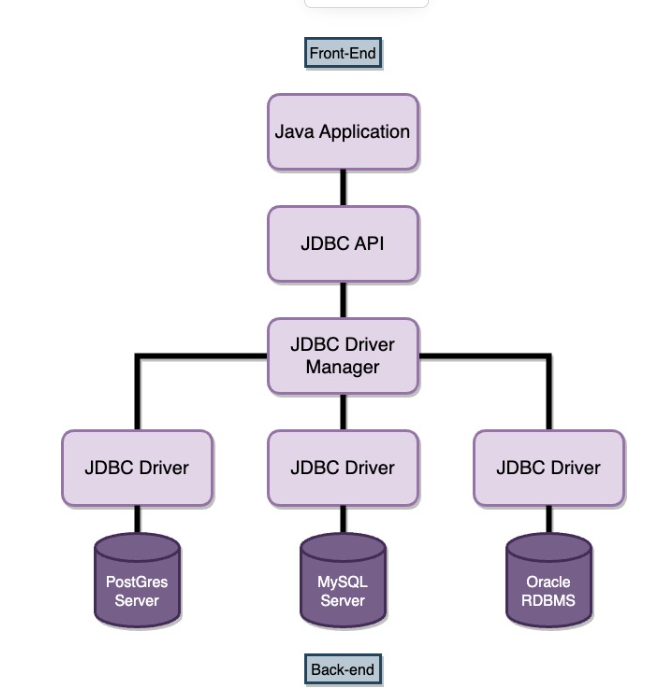 Front-End
Java Application
JDBC API
JDBC Driver
Manager
JDBC Driver
JDBC Driver
JDBC Driver
PostGres
Server
MySQL
Server
Oracle
RDBMS
Back-end